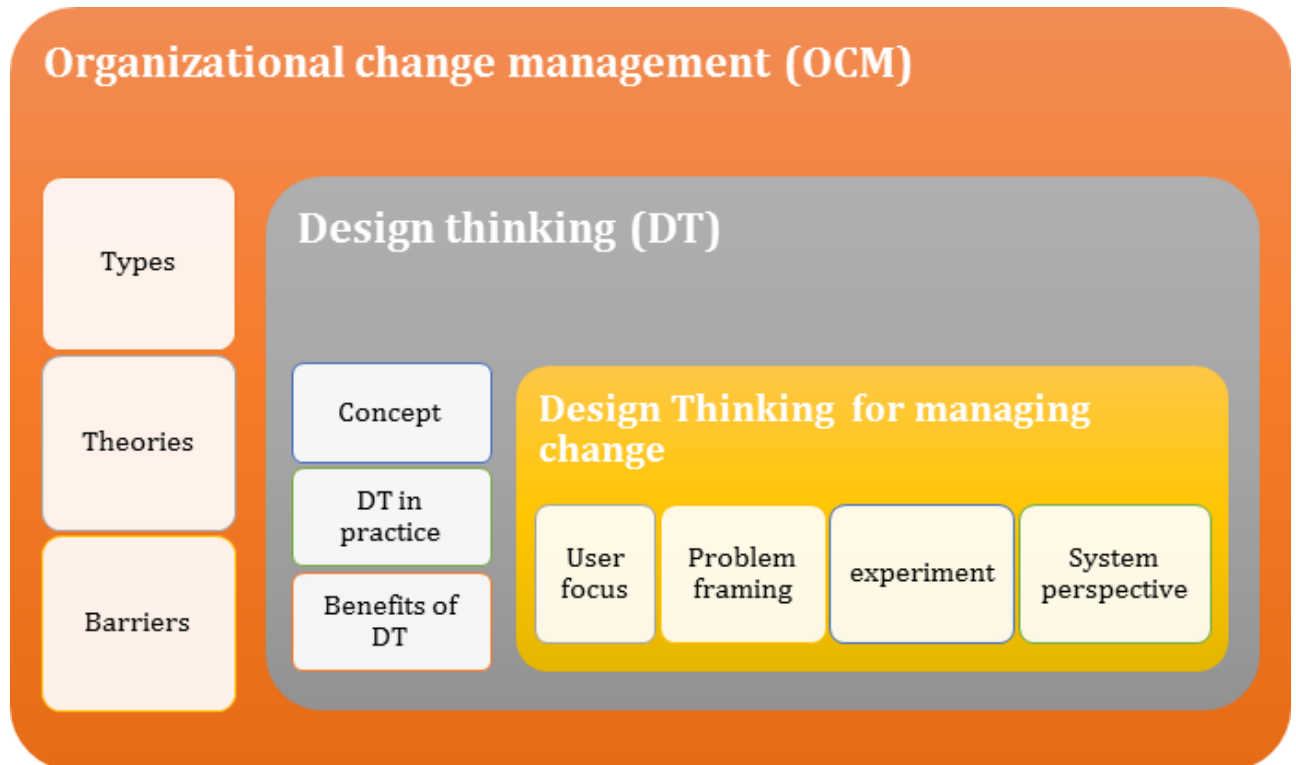 Organizational change management (OCM)
Types
Theories
Barriers
Design thinking (DT)
Concept
DT in
practice
Benefits of
DT
Design Thinking for managing
change
User
focus
Problem
framing
experiment
System
perspective